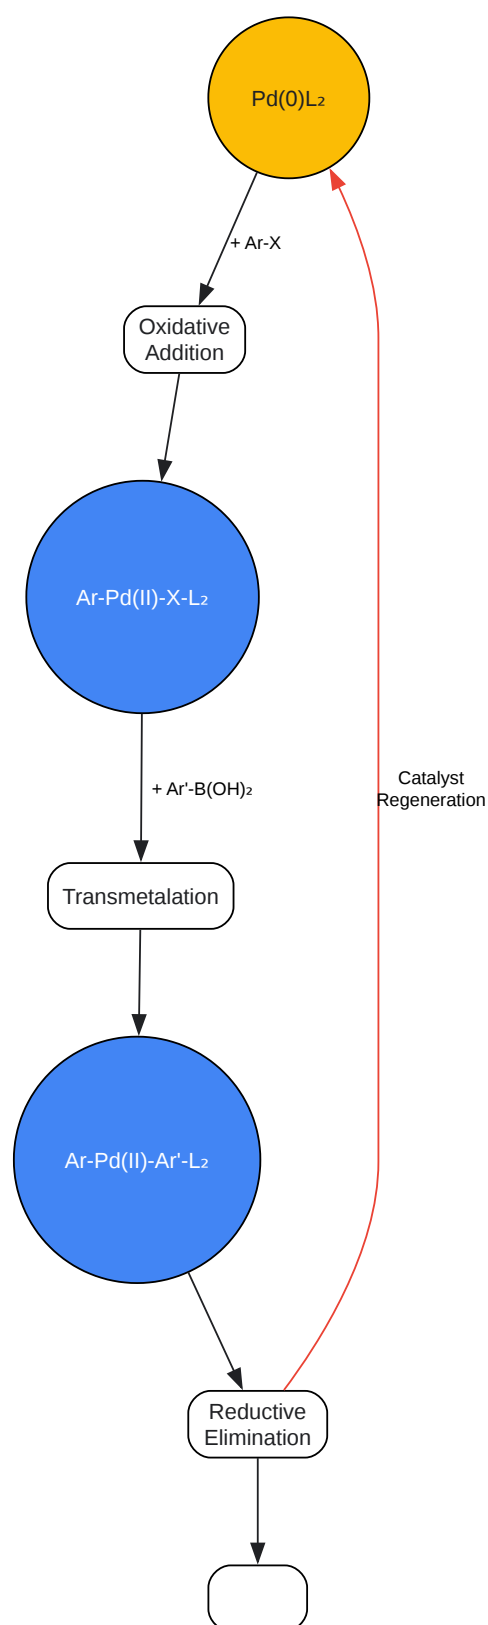 Pd(0)L₂
+ Ar-X
Oxidative
Addition
Ar-Pd(II)-X-L₂
+ Ar'-B(OH)₂
Catalyst
Regeneration
Transmetalation
Ar-Pd(II)-Ar'-L₂
Reductive
Elimination